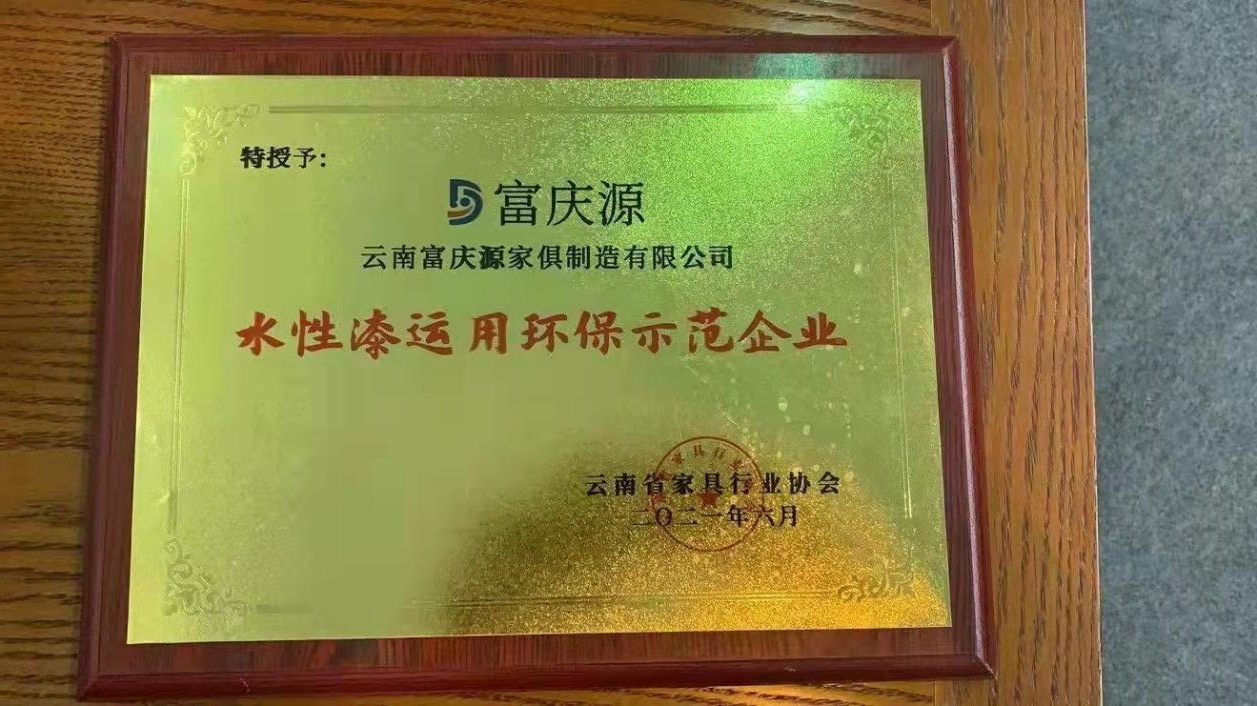 特授予：
富庆源
云南富庆源家俱制造有限公司
水性漆运用环保示范企业
云南省家具行业协会
二〇二一年六月